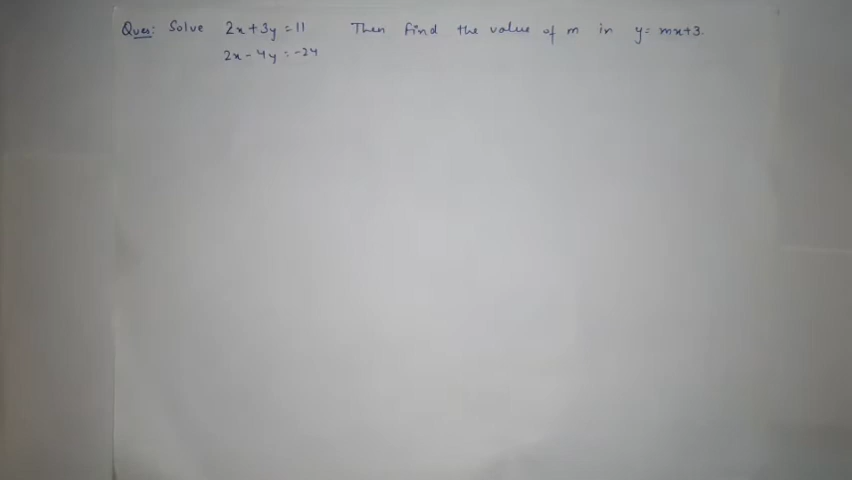 Ques: Solve 2x+3y=11 Then find the value of m in y= mx+3.
2x-4y=-24